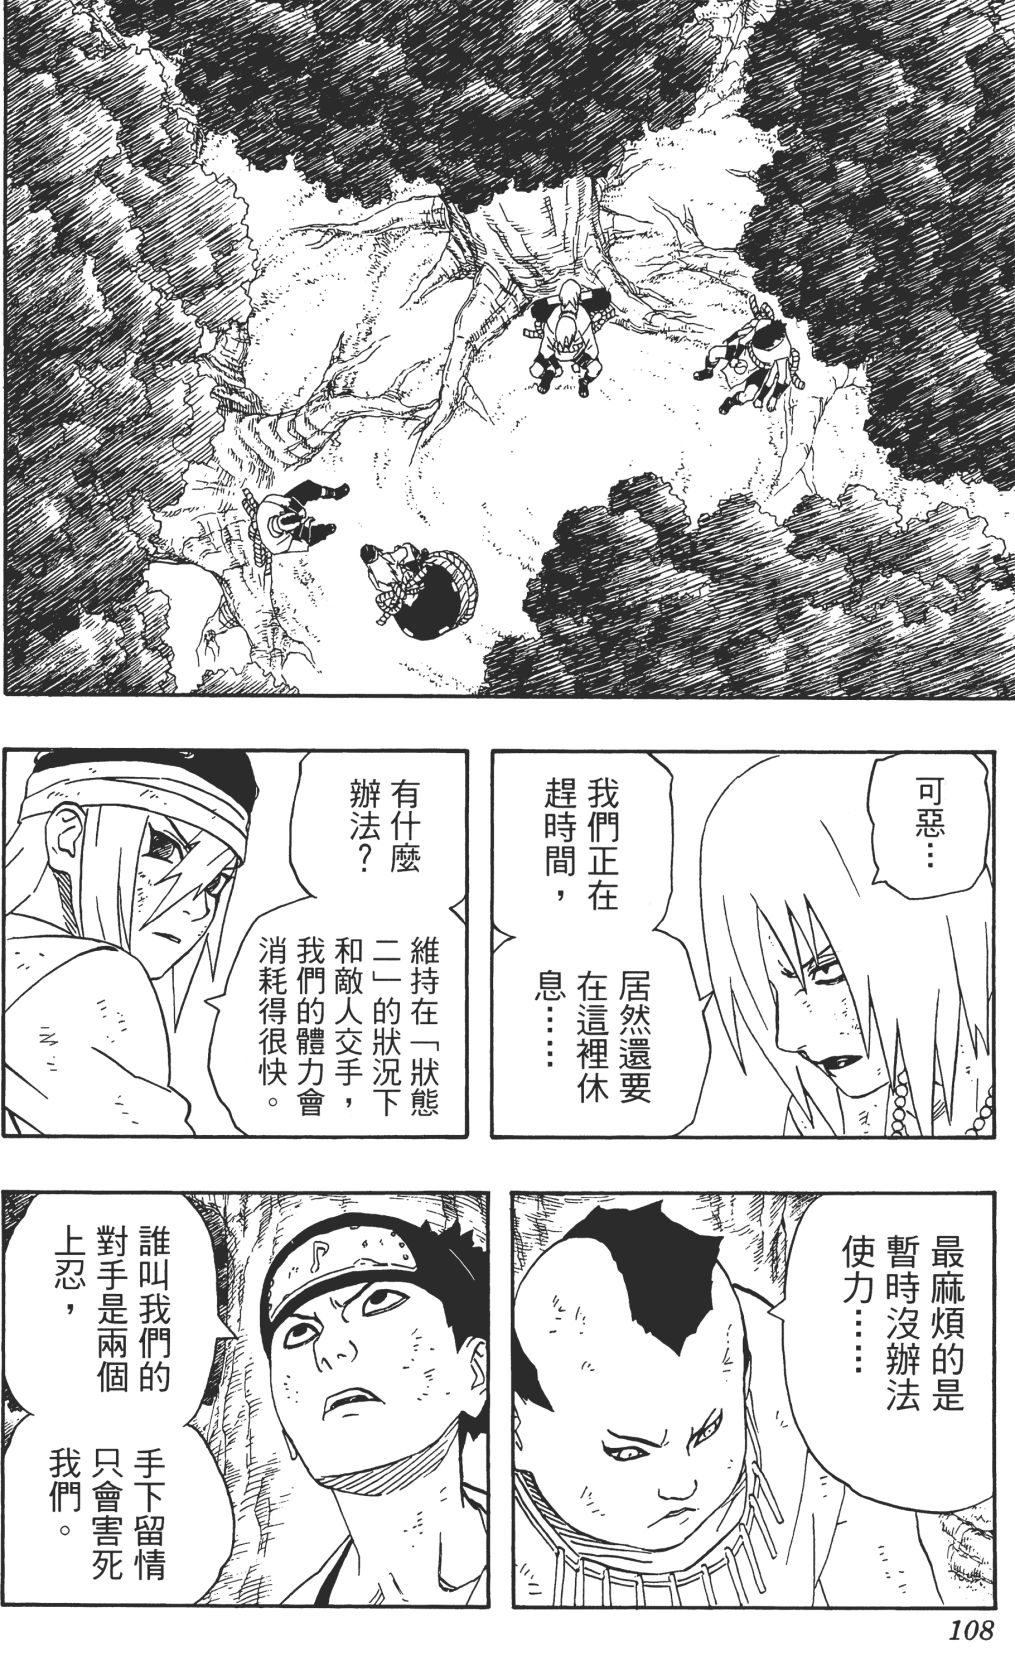 可惡…
我們正在
趕時間，
居然還要
在這裡休
息……
有什麼
辦法？
維持在「狀態
二」的狀況下
和敵人交手，
我們的體力會
消耗得很快。
最麻煩的是
暫時沒辦法
使力……
誰叫我們的
對手是兩個
上忍，
手下留情
只會害死
我們。
108